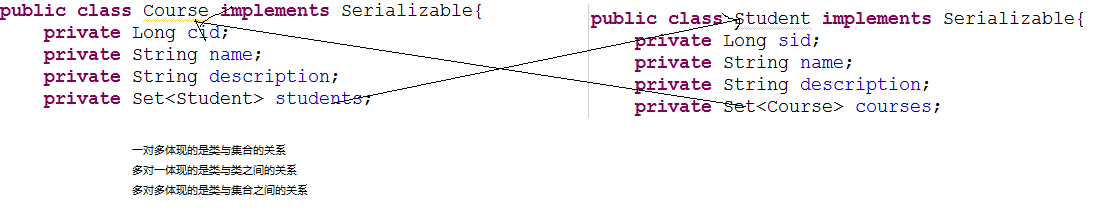 public class Course implements Serializable{
private Long cid;
private String name;
private String description;
private Set<Student> students;
public class Student implements Serializable{
private Long sid;
private String name;
private String description;
private Set<Course> courses;
一对多体现的是类与集合的关系
多对一体现的是类与类之间的关系
多对多体现的是类与集合之间的关系